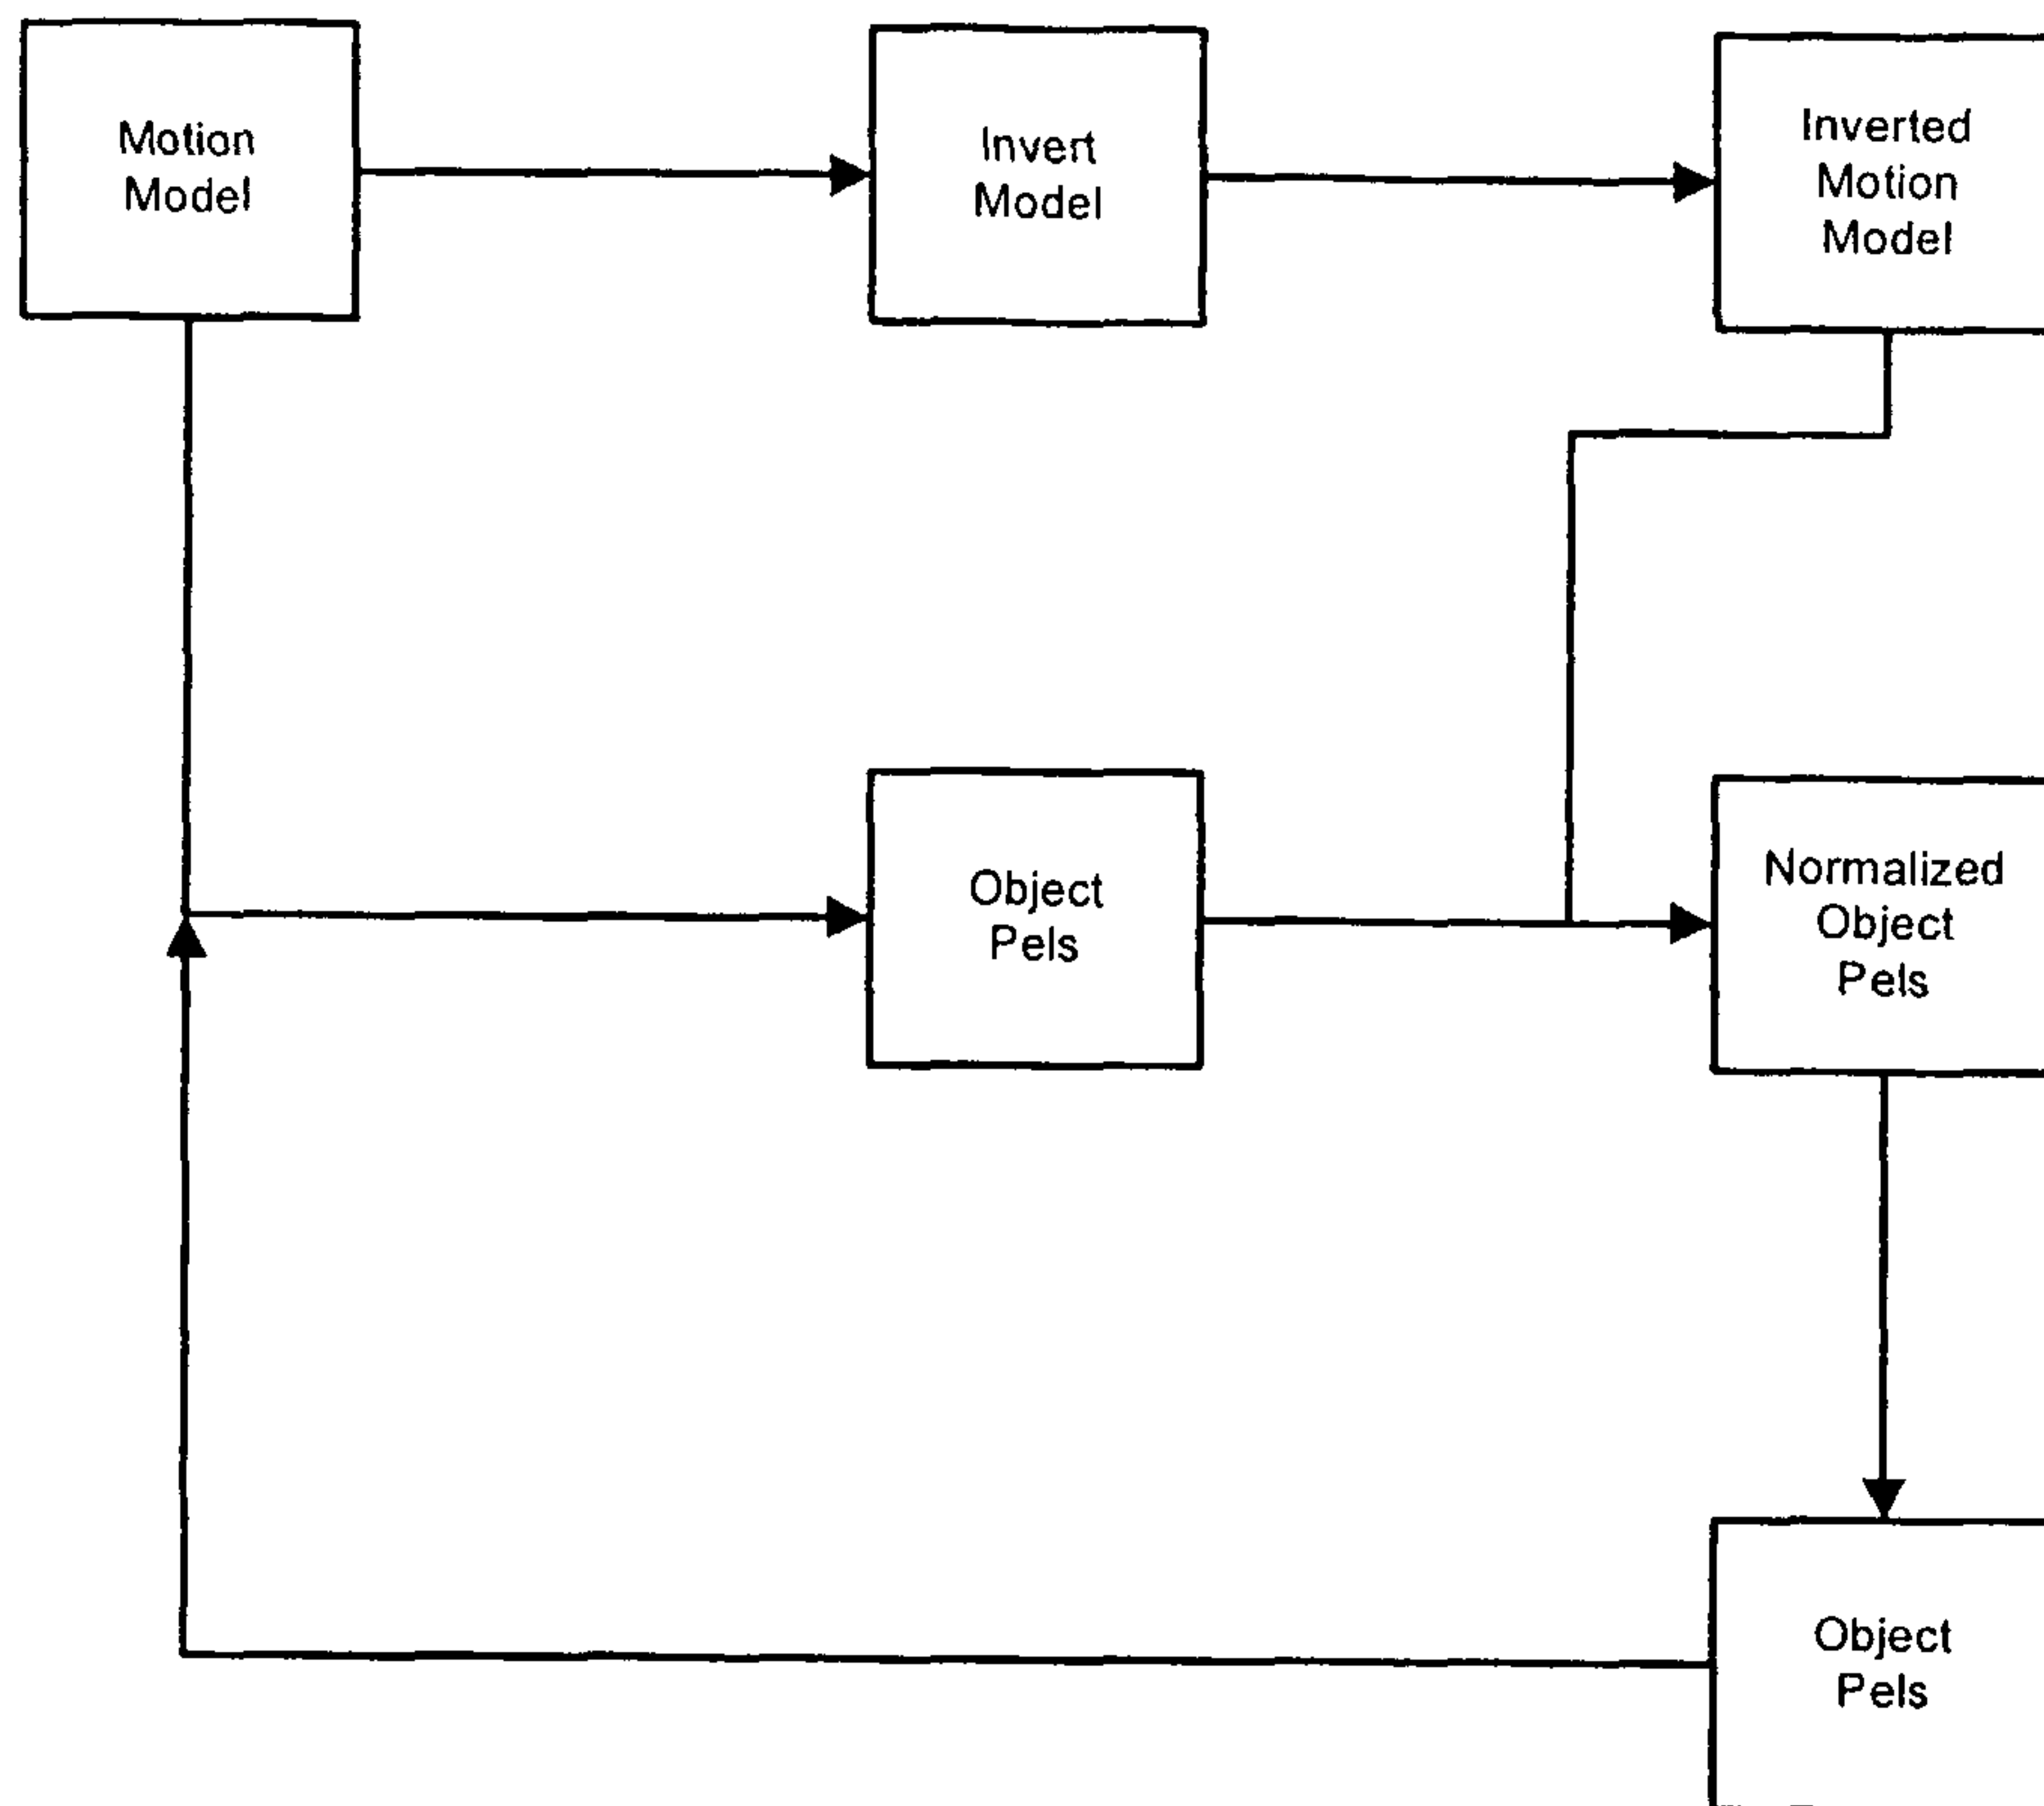 Motion
Model
Invert
Model
Inverted
Motion
Model
Object
Pels
Normalized
Object
Pels
Object
Pels